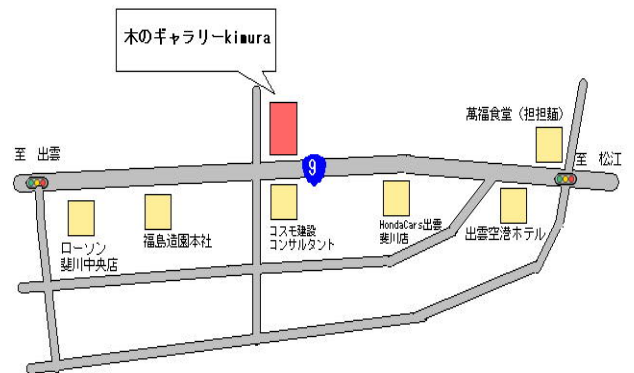 木のギャラリーkimura
萬福食堂（担担麺）
至 出雲
至 松江
9
ローソン
斐川中央店
福島造園本社
コスモ建設
コンサルタント
HondaCars出雲
斐川店
出雲空港ホテル